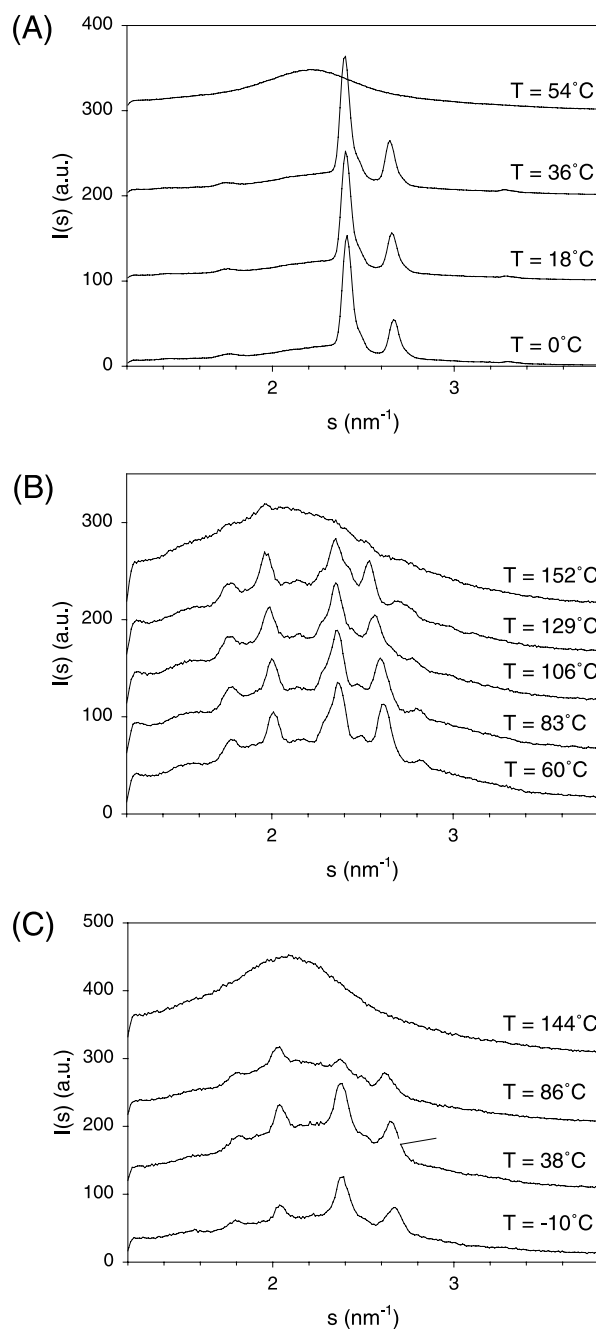 (A)
400
300
200
100
0
I(s) (a.u.)
T = 54°C
T = 36°C
T = 18°C
T = 0°C
2
3
s (nm⁻¹)
(B)
300
200
100
0
I(s) (a.u.)
T = 152°C
T = 129°C
T = 106°C
T = 83°C
T = 60°C
2
3
s (nm⁻¹)
(C)
500
400
300
200
100
0
I(s) (a.u.)
T = 144°C
T = 86°C
T = 38°C
T = -10°C
2
3
s (nm⁻¹)